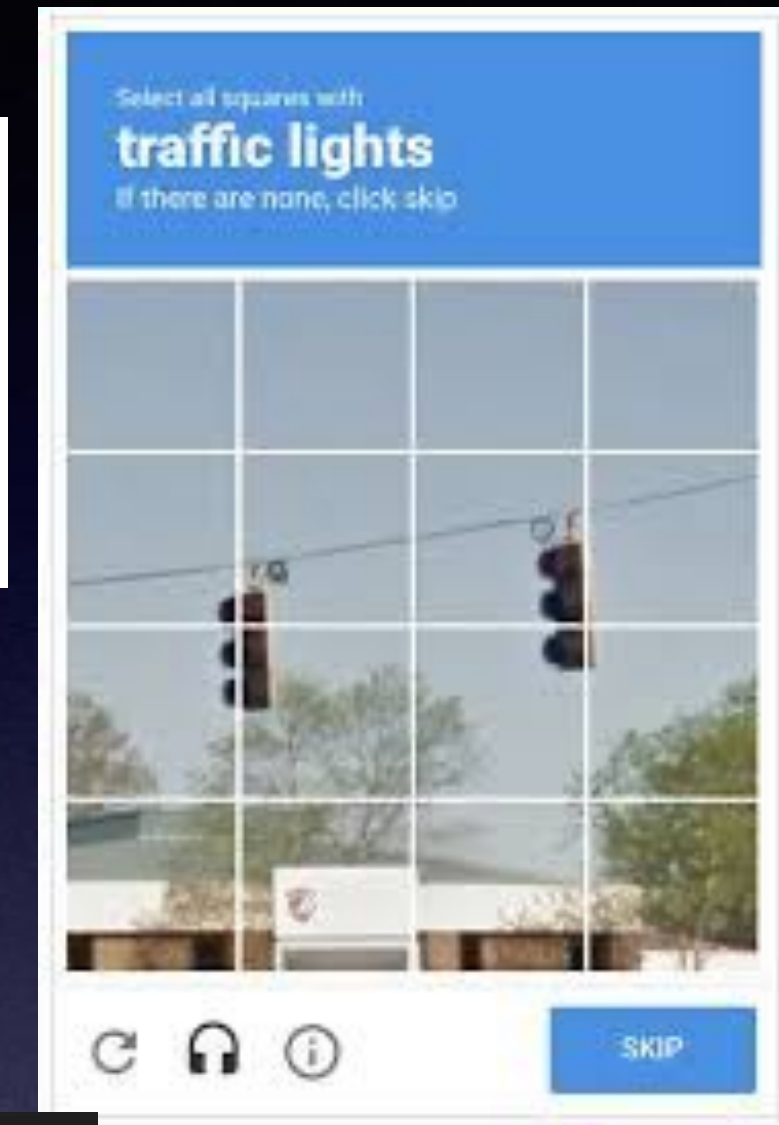 Select all squares with
traffic lights
If there are none, click skip
SKIP